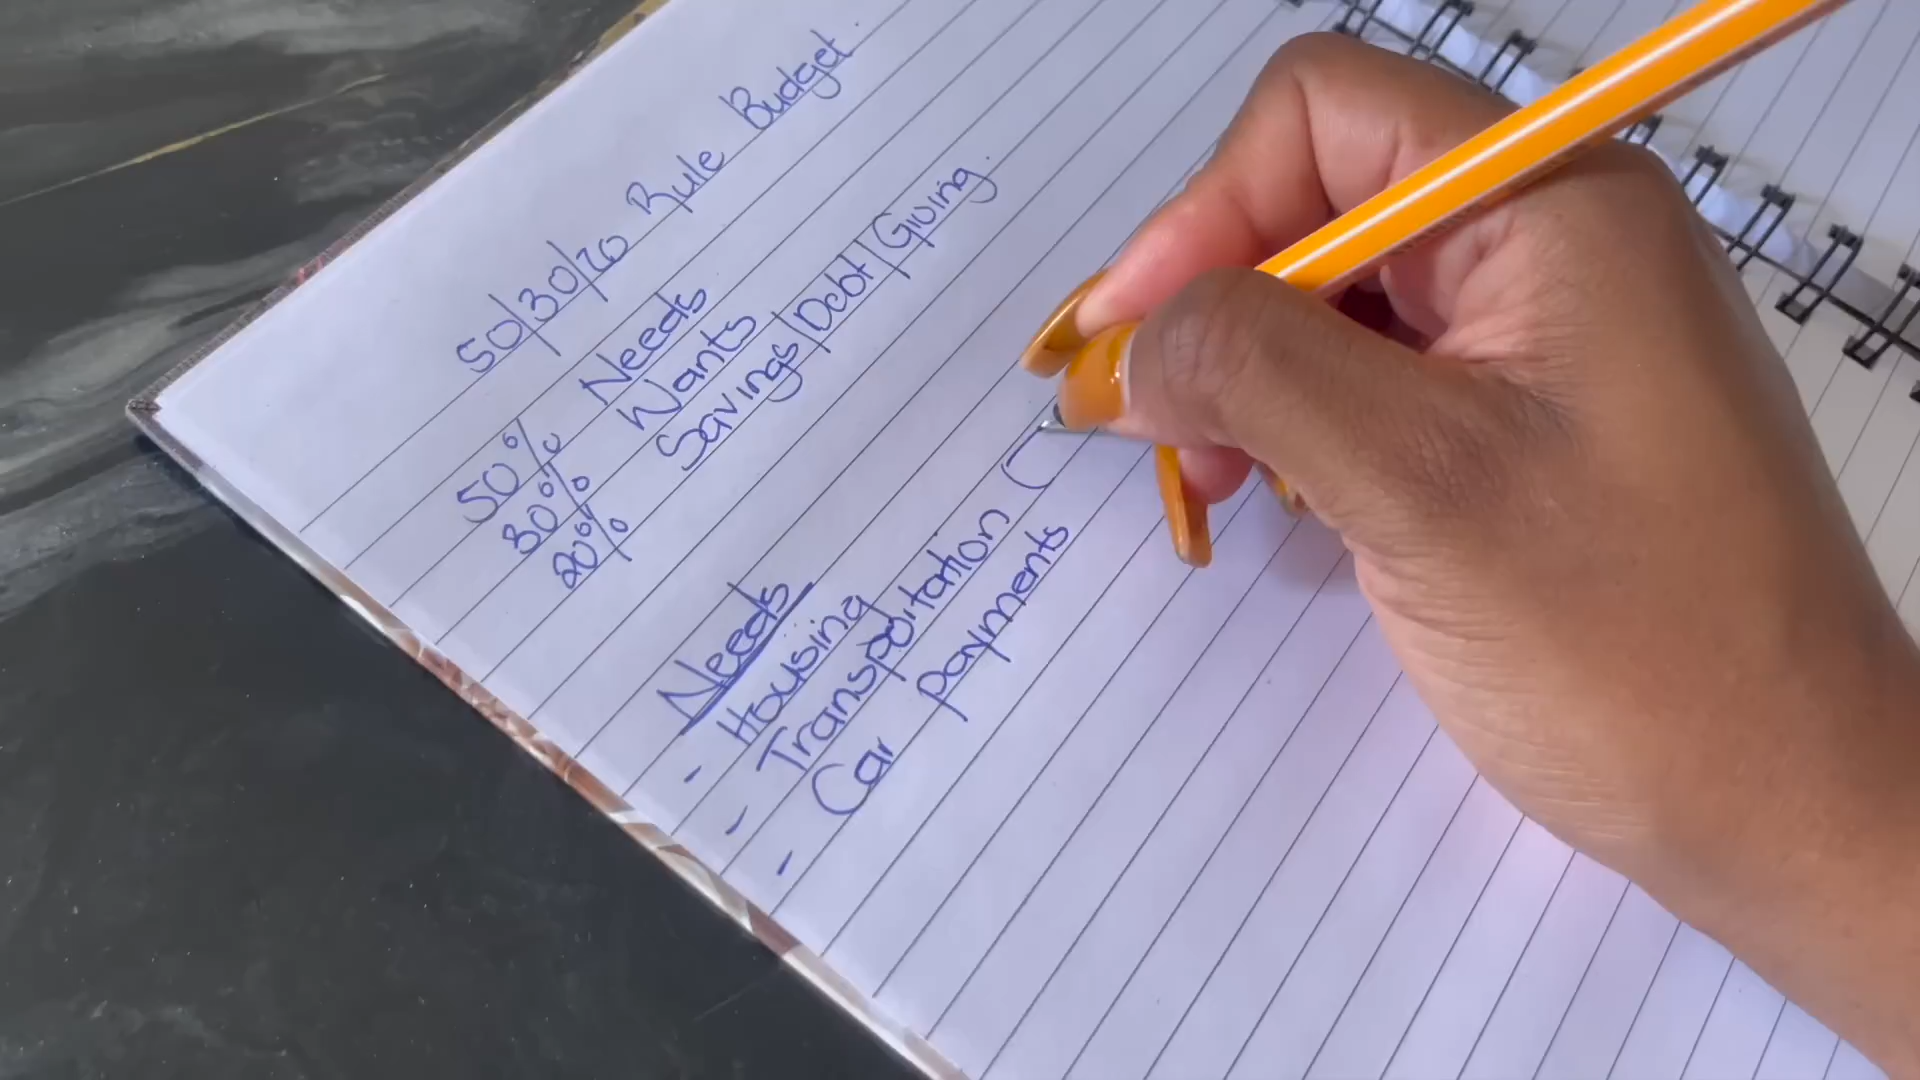 50/30/20 Rule Budget.
50% Needs
30% Wants
20% Savings/Debt/Giving.
Needs
- Housing
- Transportation (
- Car payments